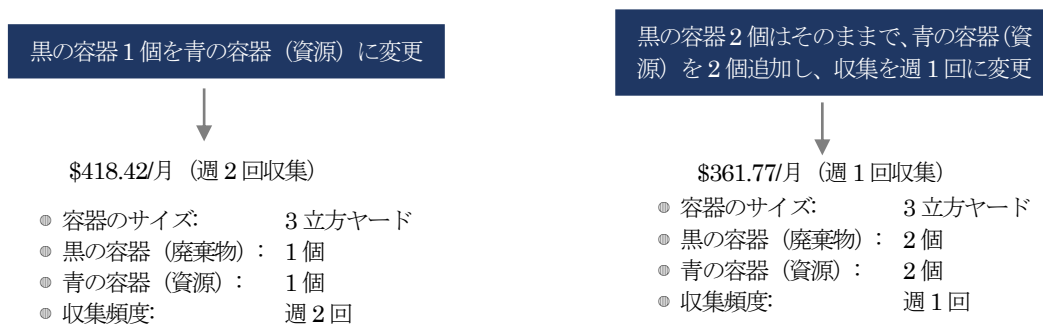 黒の容器1個を青の容器（資源）に変更
$418.42/月（週2回収集）
◍ 容器のサイズ: 3立方ヤード
◍ 黒の容器（廃棄物）: 1個
◍ 青の容器（資源）: 1個
◍ 収集頻度: 週2回
黒の容器2個はそのままで、青の容器（資
源）を2個追加し、収集を週1回に変更
$361.77/月（週1回収集）
◍ 容器のサイズ: 3立方ヤード
◍ 黒の容器（廃棄物）: 2個
◍ 青の容器（資源）: 2個
◍ 収集頻度: 週1回